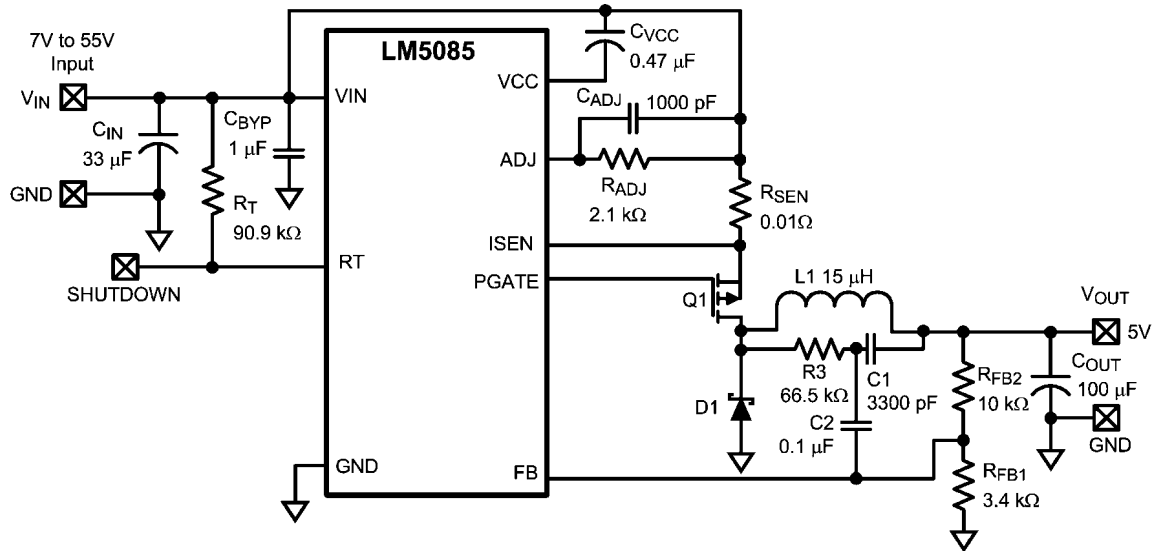 7V to 55V
Input
VIN
CIN
33 µF
GND
RT
90.9 kΩ
CBYP
1 µF
SHUTDOWN
LM5085
VIN
RT
GND
VCC
ADJ
ISEN
PGATE
FB
CVCC
0.47 µF
CADJ
1000 pF
RADJ
2.1 kΩ
RSEN
0.01Ω
Q1
L1 15 µH
R3
66.5 kΩ
C1
3300 pF
C2
0.1 µF
D1
VOUT
5V
RFB2
10 kΩ
COUT
100 µF
GND
RFB1
3.4 kΩ